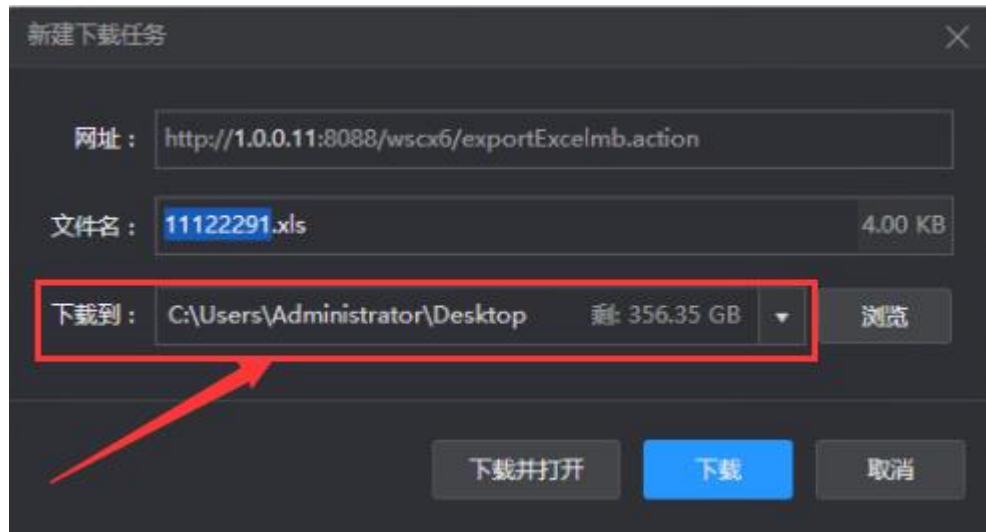 新建下载任务
网址： http://1.0.0.11:8088/wscx6/exportExcelmb.action
文件名： 11122291.xls 4.00 KB
下载到： C:\Users\Administrator\Desktop 剩: 356.35 GB 浏览
下载并打开 下载 取消